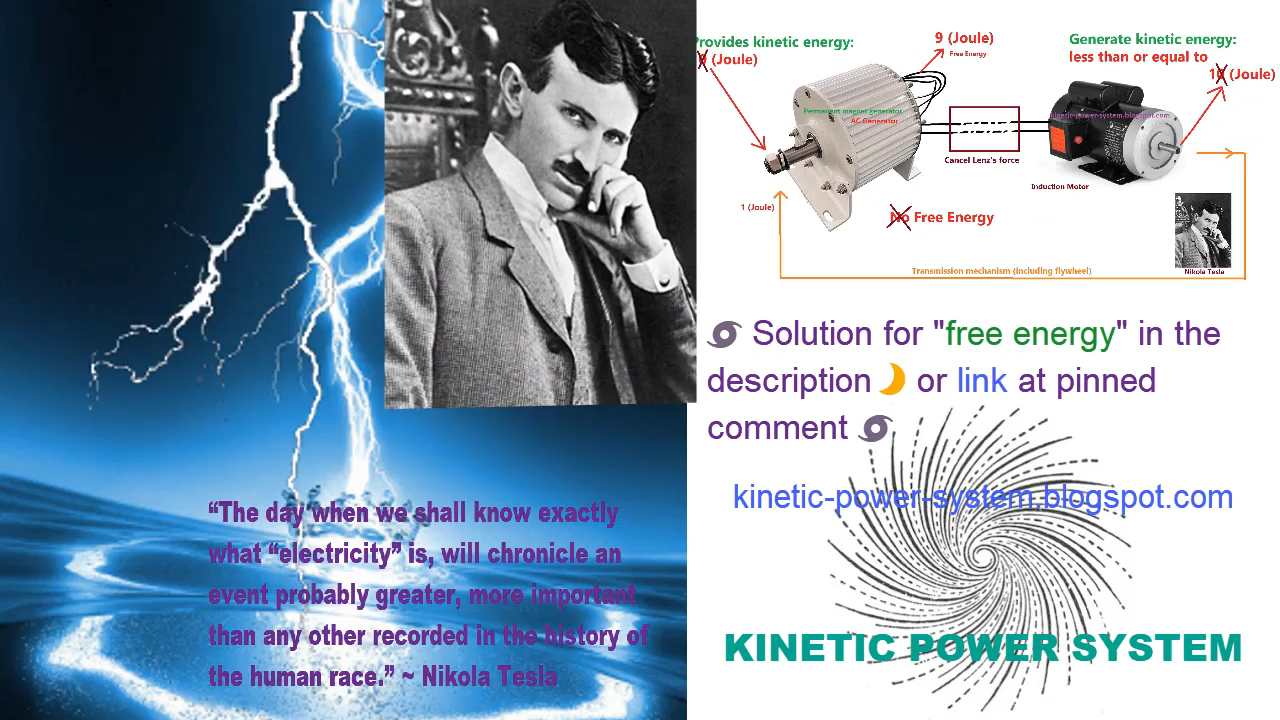 Provides kinetic energy:
(Joule)
9 (Joule)
Free Energy
Generate kinetic energy:
less than or equal to
10 (Joule)
Permanent magnet generator
AC Generator
kinetic-power-system.blogspot.com
Cancel Lenz's force
Induction Motor
1 (Joule)
No Free Energy
Nikola Tesla
Transmission mechanism (including flywheel)
Solution for "free energy" in the
description or link at pinned
comment
kinetic-power-system.blogspot.com
“The day when we shall know exactly
what “electricity” is, will chronicle an
event probably greater, more important
than any other recorded in the history of
the human race.” ~ Nikola Tesla
KINETIC POWER SYSTEM